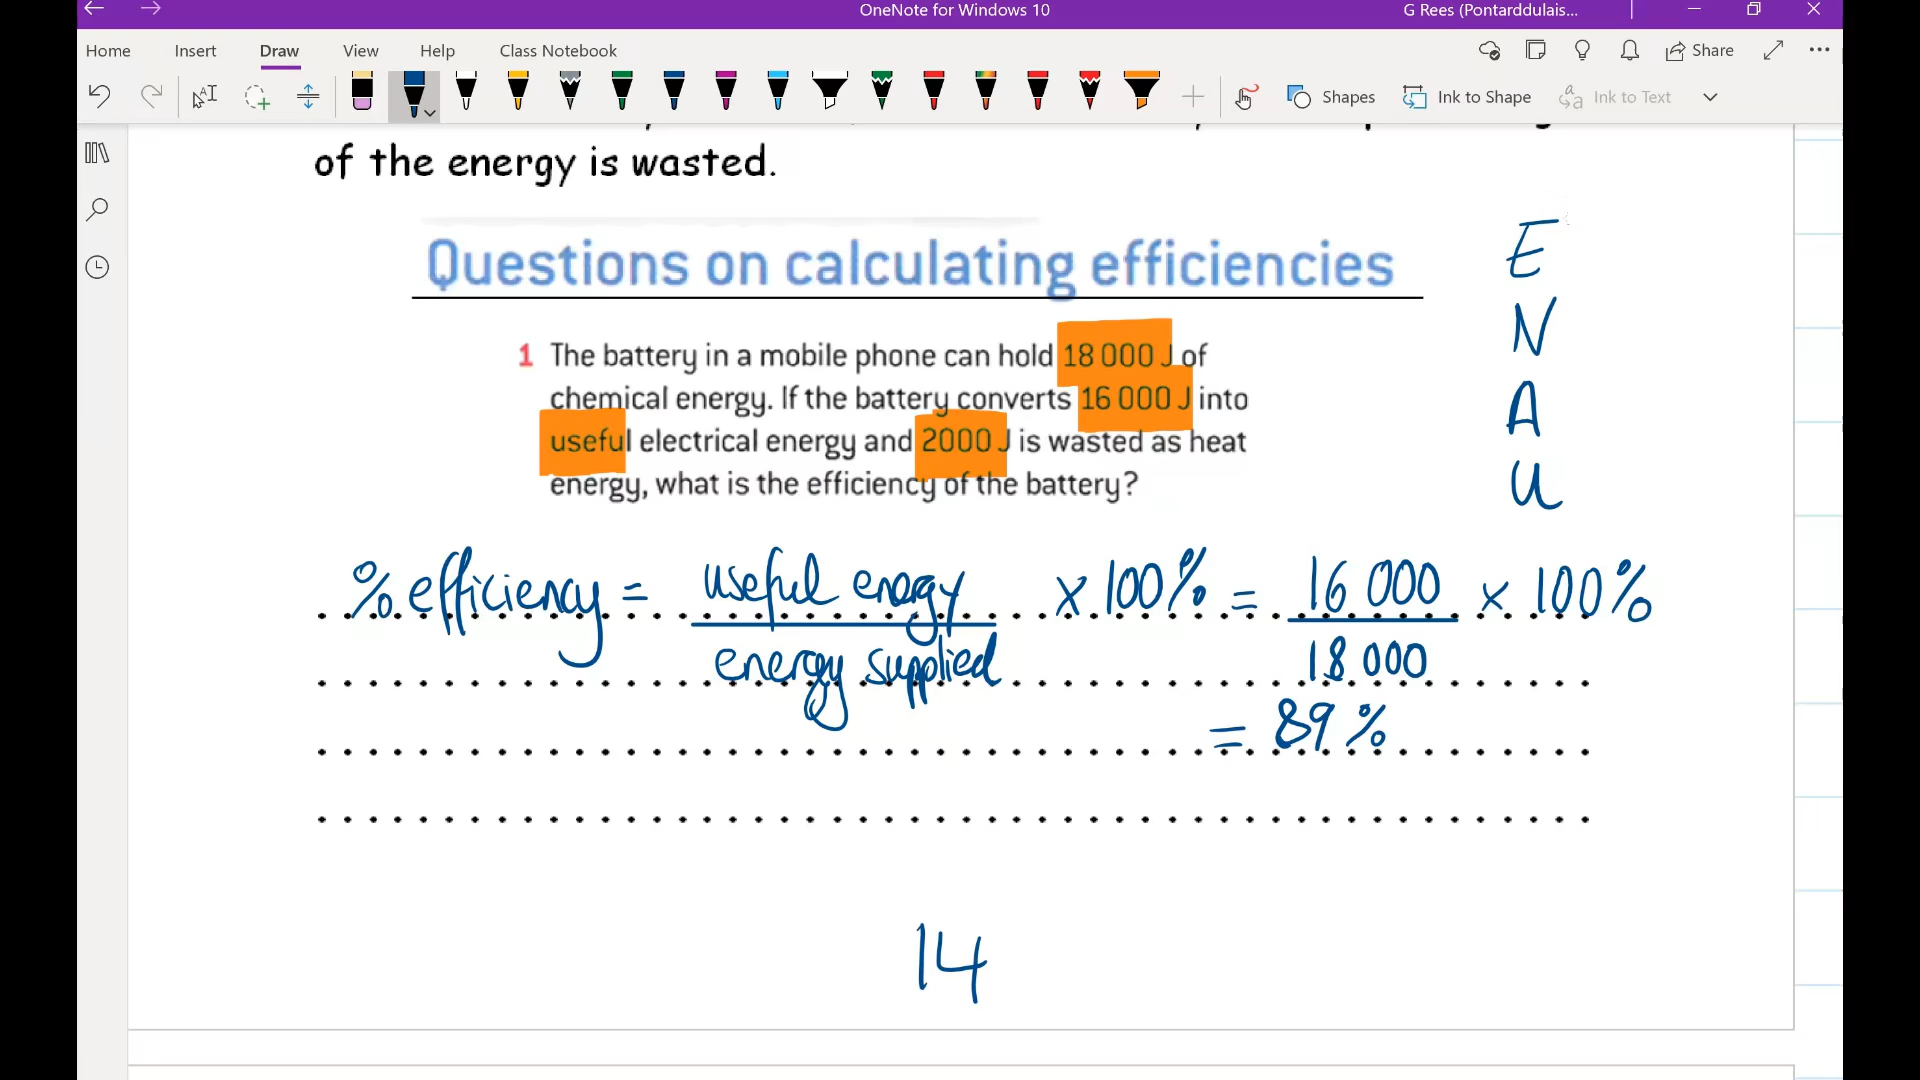 OneNote for Windows 10
G Rees (Pontarddulais...
Home Insert Draw View Help Class Notebook
Share
Shapes Ink to Shape Ink to Text
of the energy is wasted.
Questions on calculating efficiencies
1 The battery in a mobile phone can hold 18 000 J of
chemical energy. If the battery converts 16 000 J into
useful electrical energy and 2000 J is wasted as heat
energy, what is the efficiency of the battery?
E
N
A
U
% efficiency = useful energy x 100% = 16 000 x 100%
energy supplied 18 000
= 89 %
14